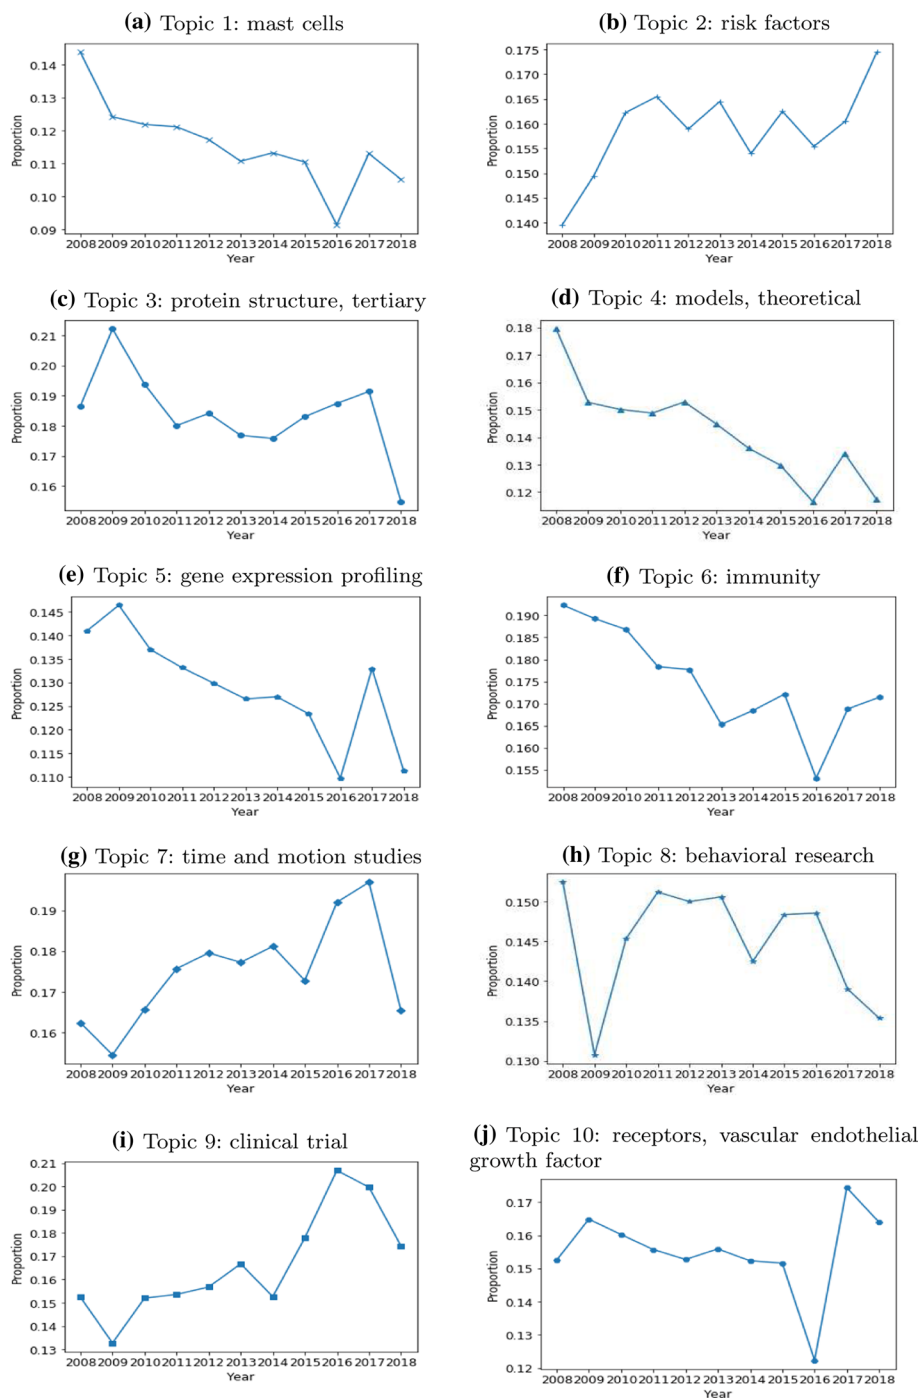 (a) Topic 1: mast cells
0.14
0.13
0.12
0.11
0.10
0.09
Proportion
2008 2009 2010 2011 2012 2013 2014 2015 2016 2017 2018
Year
(b) Topic 2: risk factors
0.175
0.170
0.165
0.160
0.155
0.150
0.145
0.140
Proportion
2008 2009 2010 2011 2012 2013 2014 2015 2016 2017 2018
Year
(c) Topic 3: protein structure, tertiary
0.21
0.20
0.19
0.18
0.17
0.16
Proportion
2008 2009 2010 2011 2012 2013 2014 2015 2016 2017 2018
Year
(d) Topic 4: models, theoretical
0.18
0.17
0.16
0.15
0.14
0.13
0.12
Proportion
2008 2009 2010 2011 2012 2013 2014 2015 2016 2017 2018
Year
(e) Topic 5: gene expression profiling
0.145
0.140
0.135
0.130
0.125
0.120
0.115
0.110
Proportion
2008 2009 2010 2011 2012 2013 2014 2015 2016 2017 2018
Year
(f) Topic 6: immunity
0.190
0.185
0.180
0.175
0.170
0.165
0.160
0.155
Proportion
2008 2009 2010 2011 2012 2013 2014 2015 2016 2017 2018
Year
(g) Topic 7: time and motion studies
0.19
0.18
0.17
0.16
Proportion
2008 2009 2010 2011 2012 2013 2014 2015 2016 2017 2018
Year
(h) Topic 8: behavioral research
0.150
0.145
0.140
0.135
0.130
Proportion
2008 2009 2010 2011 2012 2013 2014 2015 2016 2017 2018
Year
(i) Topic 9: clinical trial
0.21
0.20
0.19
0.18
0.17
0.16
0.15
0.14
0.13
Proportion
2008 2009 2010 2011 2012 2013 2014 2015 2016 2017 2018
Year
(j) Topic 10: receptors, vascular endothelial
growth factor
0.17
0.16
0.15
0.14
0.13
0.12
Proportion
2008 2009 2010 2011 2012 2013 2014 2015 2016 2017 2018
Year